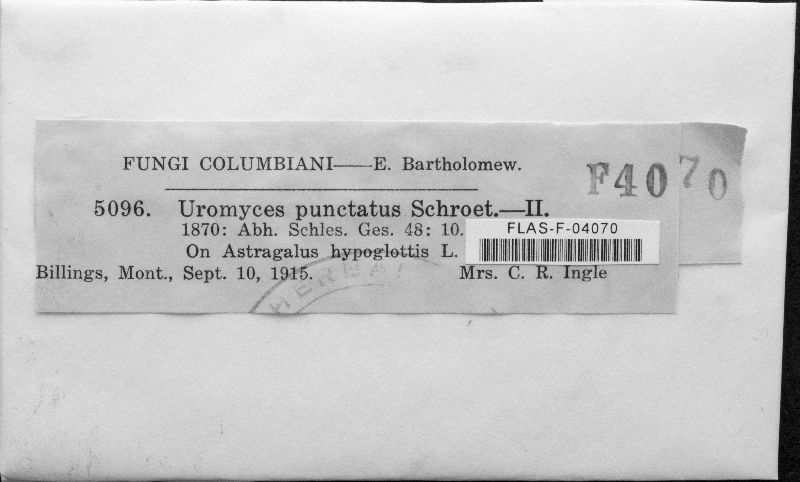 FUNGI COLUMBIANI——E. Bartholomew.
F4070
5096. Uromyces punctatus Schroet.—II.
1870: Abh. Schles. Ges. 48: 10.
FLAS-F-04070
On Astragalus hypoglottis L.
Billings, Mont., Sept. 10, 1915. Mrs. C. R. Ingle
HERBA